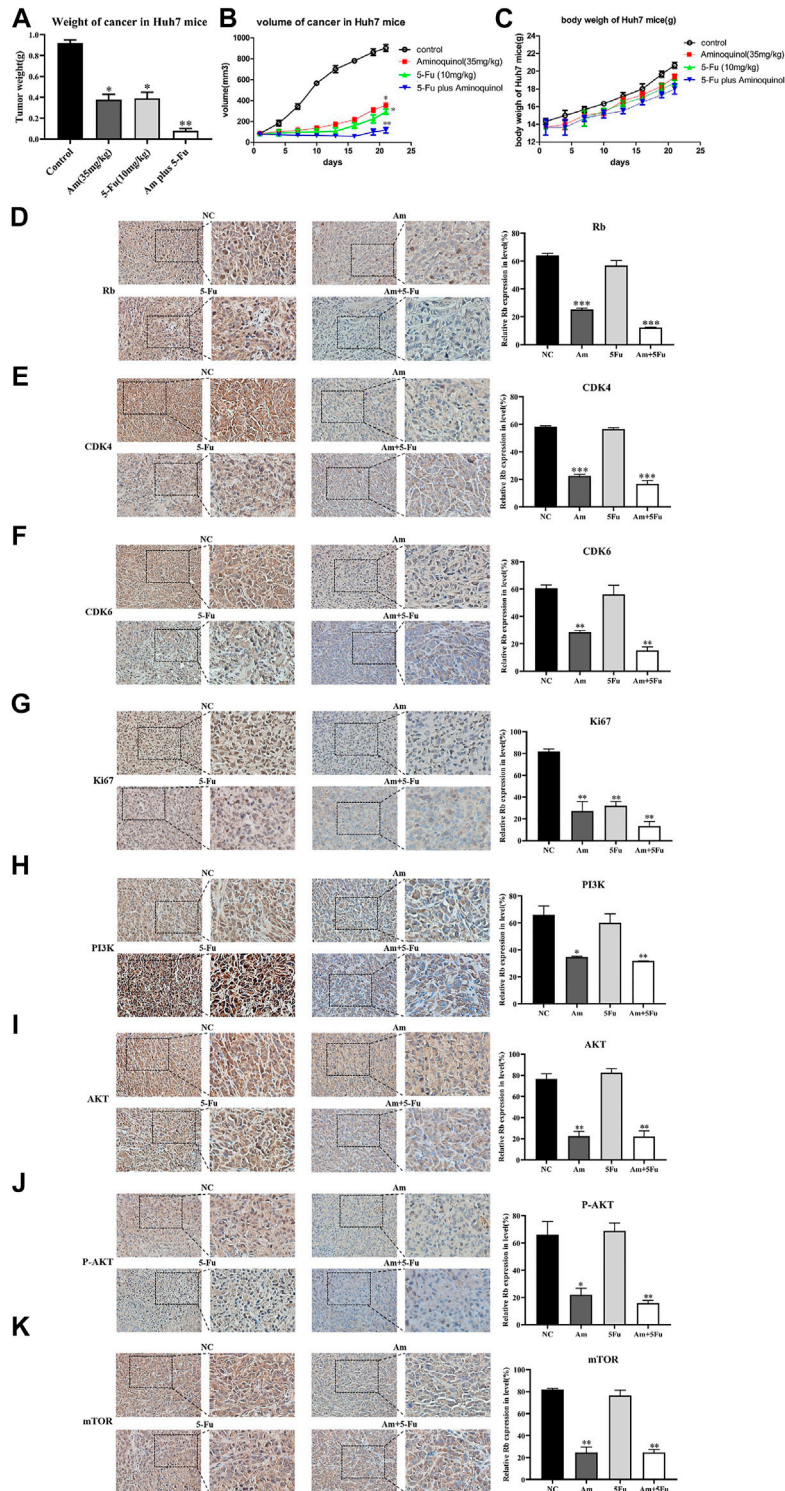 A
Weight of cancer in Huh7 mice
Tumor weight(g)
1.0
0.8
0.6
0.4
0.2
0.0
*
*
**
Control
Am(35mg/kg)
5-Fu(10mg/kg)
Am plus 5-Fu
B
volume of cancer in Huh7 mice
volume(mm3)
1000
800
600
400
200
0
0 5 10 15 20 25
days
control
Aminoquinol(35mg/kg)
5-Fu (10mg/kg)
5-Fu plus Aminoquinol
*
*
**
C
body weigh of Huh7 mice(g)
body weigh of Huh7 mice(g)
24
22
20
18
16
14
12
0 5 10 15 20 25
days
control
Aminoquinol(35mg/kg)
5-Fu (10mg/kg)
5-Fu plus Aminoquinol
D
NC
Am
Rb
5-Fu
Am+5-Fu
Rb
Relative Rb expression in level(%)
80
60
40
20
0
***
***
NC Am 5Fu Am+5Fu
E
NC
Am
CDK4
5-Fu
Am+5-Fu
CDK4
Relative Rb expression in level(%)
80
60
40
20
0
***
***
NC Am 5Fu Am+5Fu
F
NC
Am
CDK6
5-Fu
Am+5-Fu
CDK6
Relative Rb expression in level(%)
80
60
40
20
0
**
**
NC Am 5Fu Am+5Fu
G
NC
Am
Ki67
5-Fu
Am+5-Fu
Ki67
Relative Rb expression in level(%)
100
80
60
40
20
0
**
**
**
NC Am 5Fu Am+5Fu
H
NC
Am
PI3K
5-Fu
Am+5-Fu
PI3K
Relative Rb expression in level(%)
80
60
40
20
0
*
**
NC Am 5Fu Am+5Fu
I
NC
Am
AKT
5-Fu
Am+5-Fu
AKT
Relative Rb expression in level(%)
100
80
60
40
20
0
**
**
NC Am 5Fu Am+5Fu
J
NC
Am
P-AKT
5-Fu
Am+5-Fu
P-AKT
Relative Rb expression in level(%)
80
60
40
20
0
*
**
NC Am 5Fu Am+5Fu
K
NC
Am
mTOR
5-Fu
Am+5-Fu
mTOR
Relative Rb expression in level(%)
100
80
60
40
20
0
**
**
NC Am 5Fu Am+5Fu